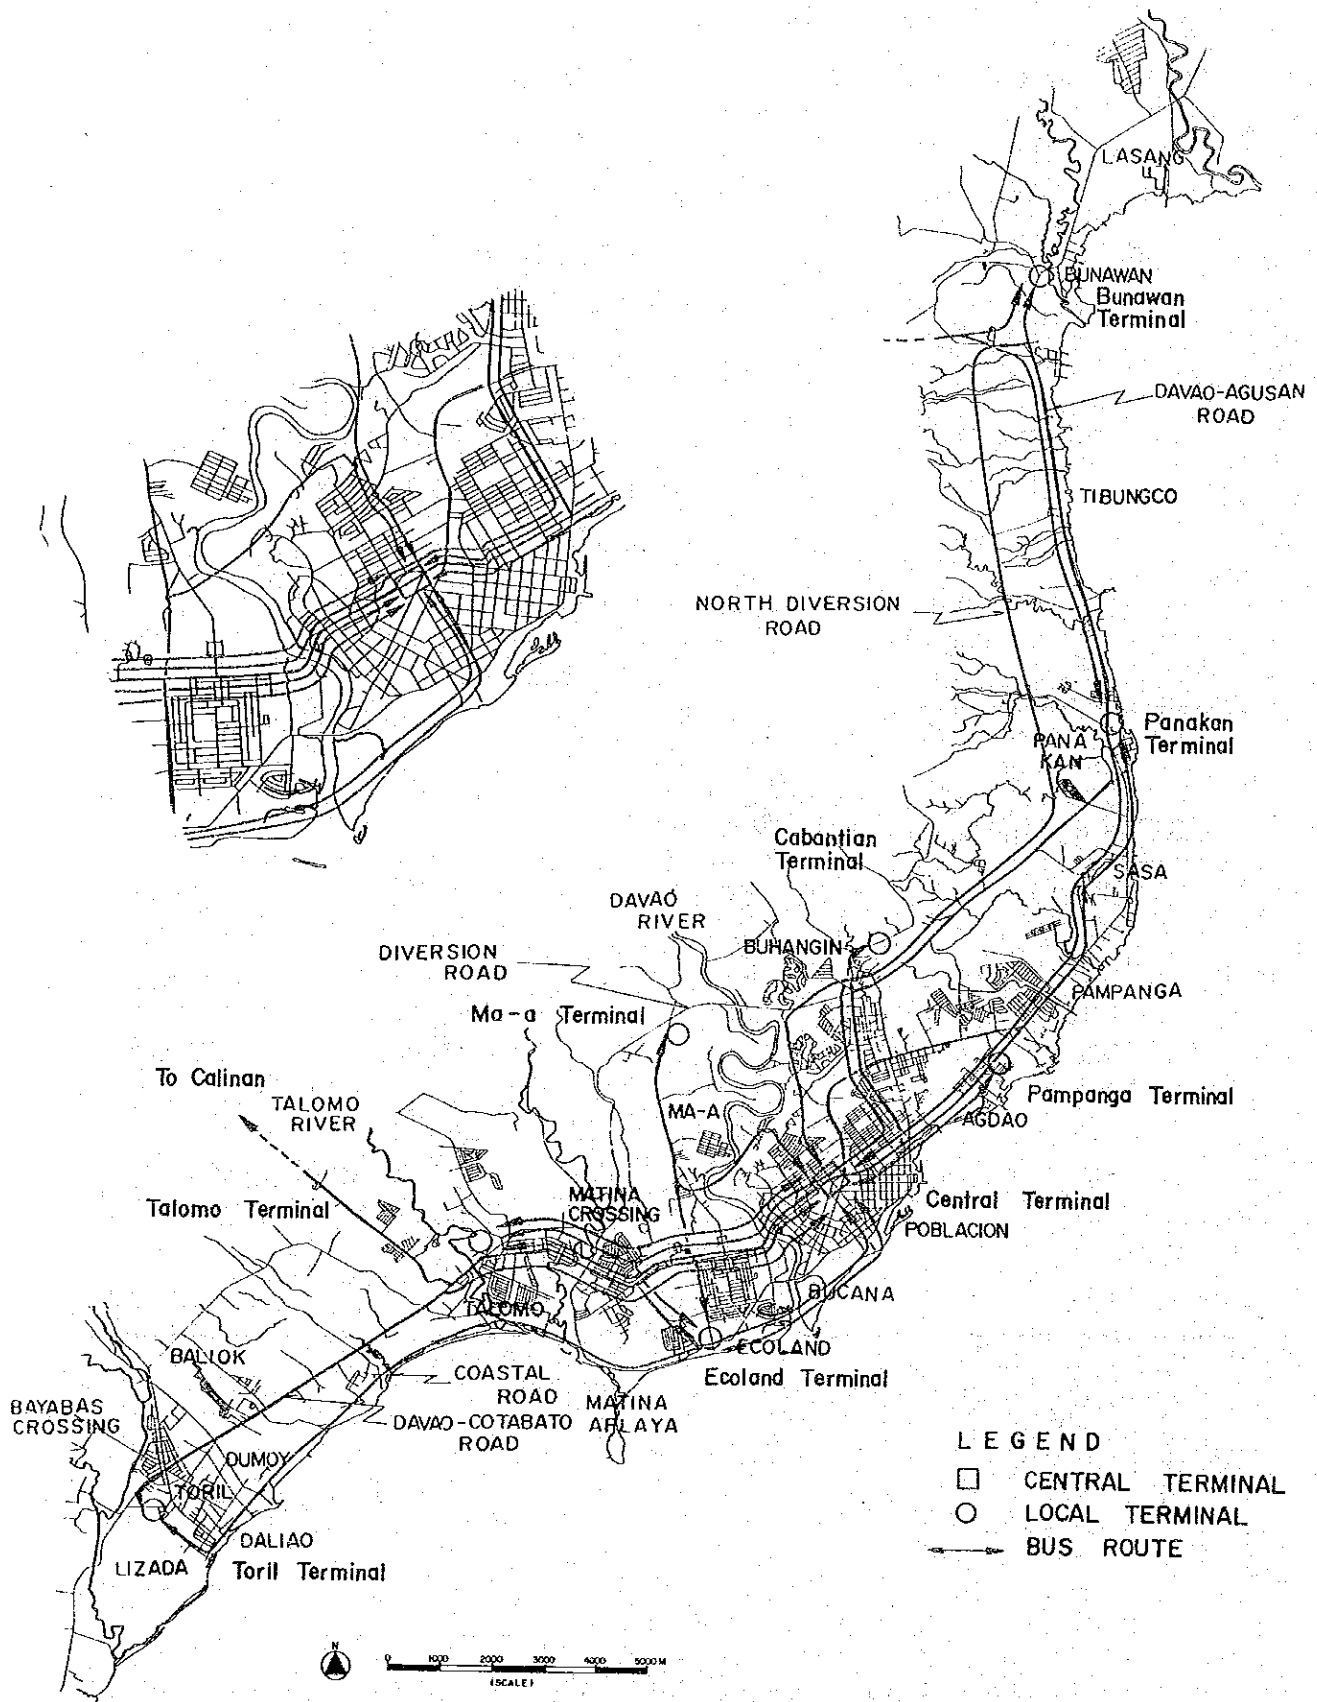 LASANG
BUNAWAN
Bunawan
Terminal
DAVAO-AGUSAN
ROAD
TIBUNGCO
NORTH DIVERSION
ROAD
PANA
KAN
Panakan
Terminal
Cabantian
Terminal
SASA
DAVAO
RIVER
BUHANGIN
DIVERSION
ROAD
PAMPANGA
Ma-a Terminal
To Calinan
TALOMO
RIVER
MA-A
Pampanga Terminal
AGDAO
Talomo Terminal
MATINA
CROSSING
Central Terminal
POBLACION
BUCANA
TALOMO
ECOLAND
Ecoland Terminal
BALIOK
COASTAL
ROAD
MATINA
APLAYA
BAYABAS
CROSSING
DAVAO-COTABATO
ROAD
DUMOY
TORIL
DALIAO
LIZADA
Toril Terminal
LEGEND
CENTRAL TERMINAL
LOCAL TERMINAL
BUS ROUTE
N
0 1000 2000 3000 4000 5000M
(SCALE)